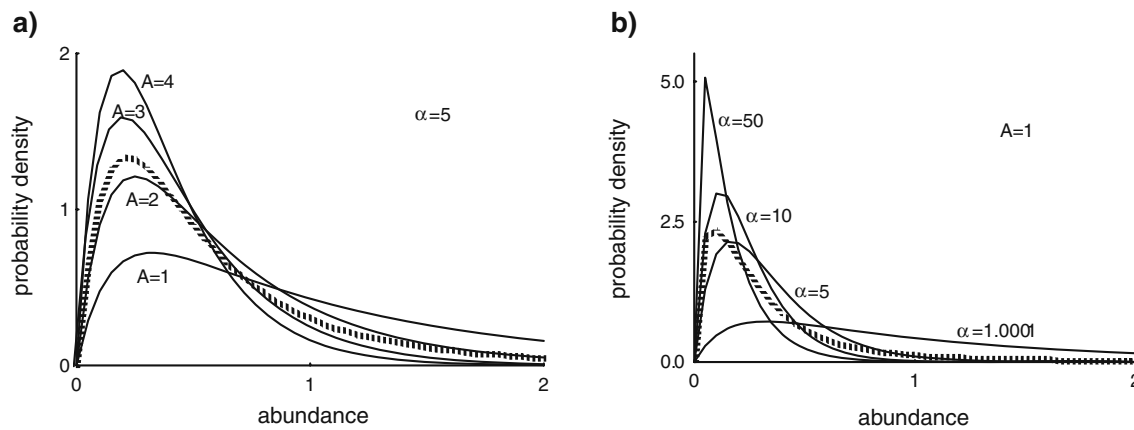 a)
2
A=4
A=3
α=5
probability density
1
A=2
A=1
0
0
1
2
abundance
b)
5.0
α=50
A=1
probability density
2.5
α=10
α=5
α=1.0001
0.0
0
1
2
abundance